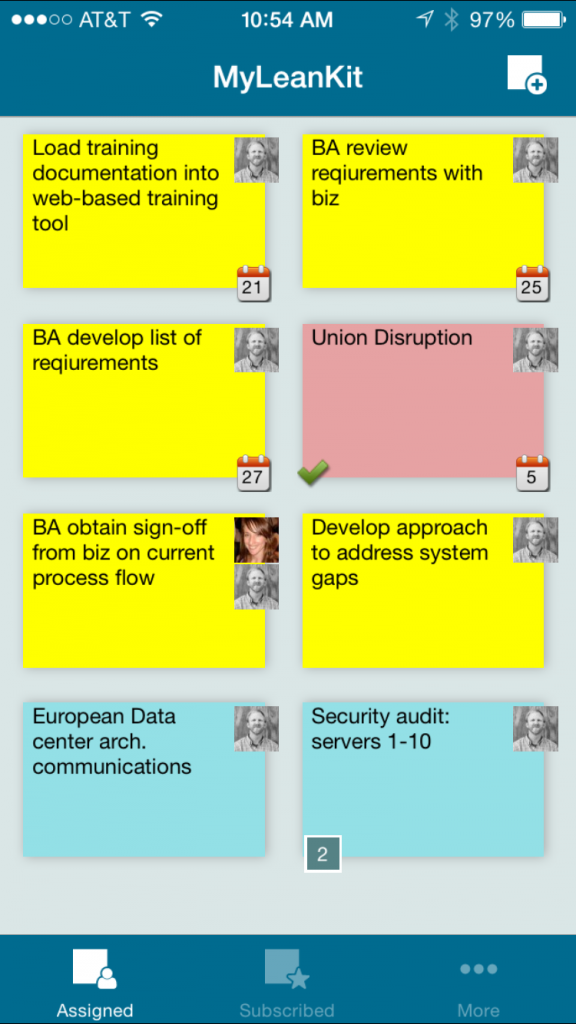 AT&T 10:54 AM 97%
MyLeanKit
Load training
documentation into
web-based training
tool
21
BA review
reqiurements with
biz
25
BA develop list of
reqiurements
27
Union Disruption
5
BA obtain sign-off
from biz on current
process flow
Develop approach
to address system
gaps
European Data
center arch.
communications
Security audit:
servers 1-10
2
Assigned Subscribed More